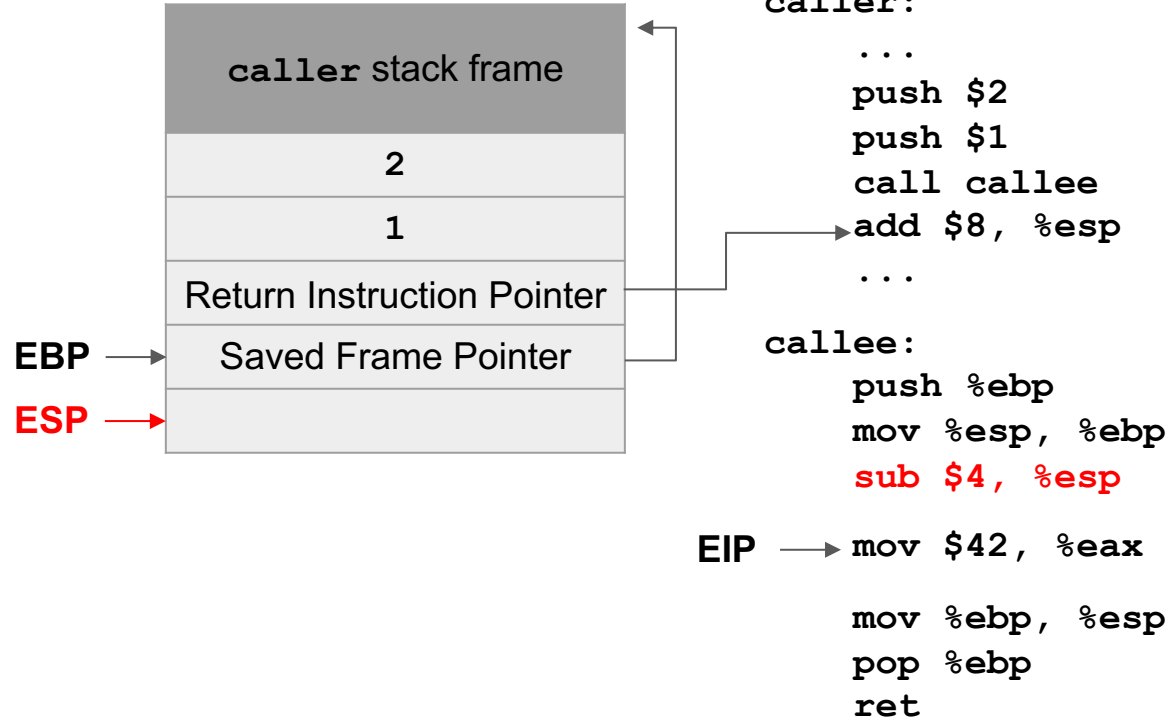 caller stack frame
2
1
Return Instruction Pointer
EBP
Saved Frame Pointer
ESP
caller:
...
push $2
push $1
call callee
add $8, %esp
...
callee:
push %ebp
mov %esp, %ebp
sub $4, %esp
EIP
mov $42, %eax
mov %ebp, %esp
pop %ebp
ret